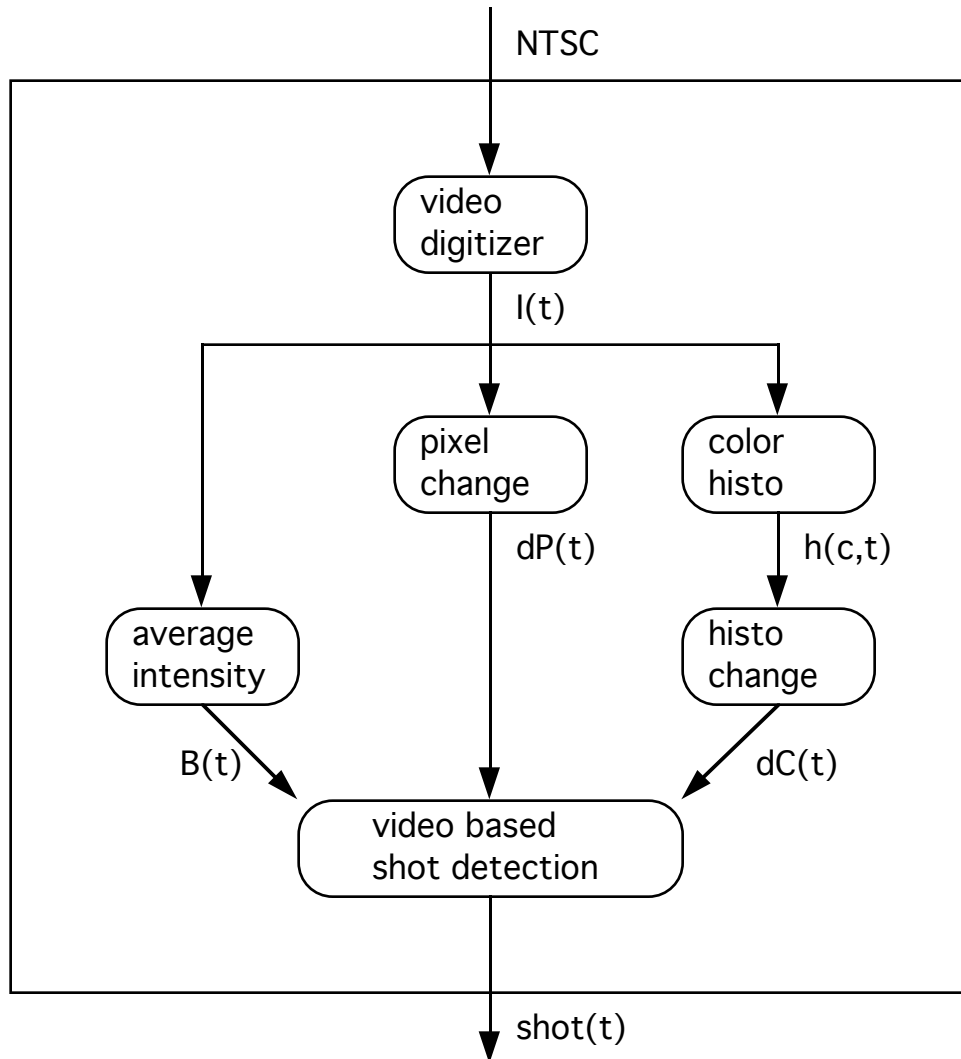 NTSC
video
digitizer
I(t)
pixel
change
color
histo
dP(t)
h(c,t)
average
intensity
histo
change
B(t)
dC(t)
video based
shot detection
shot(t)